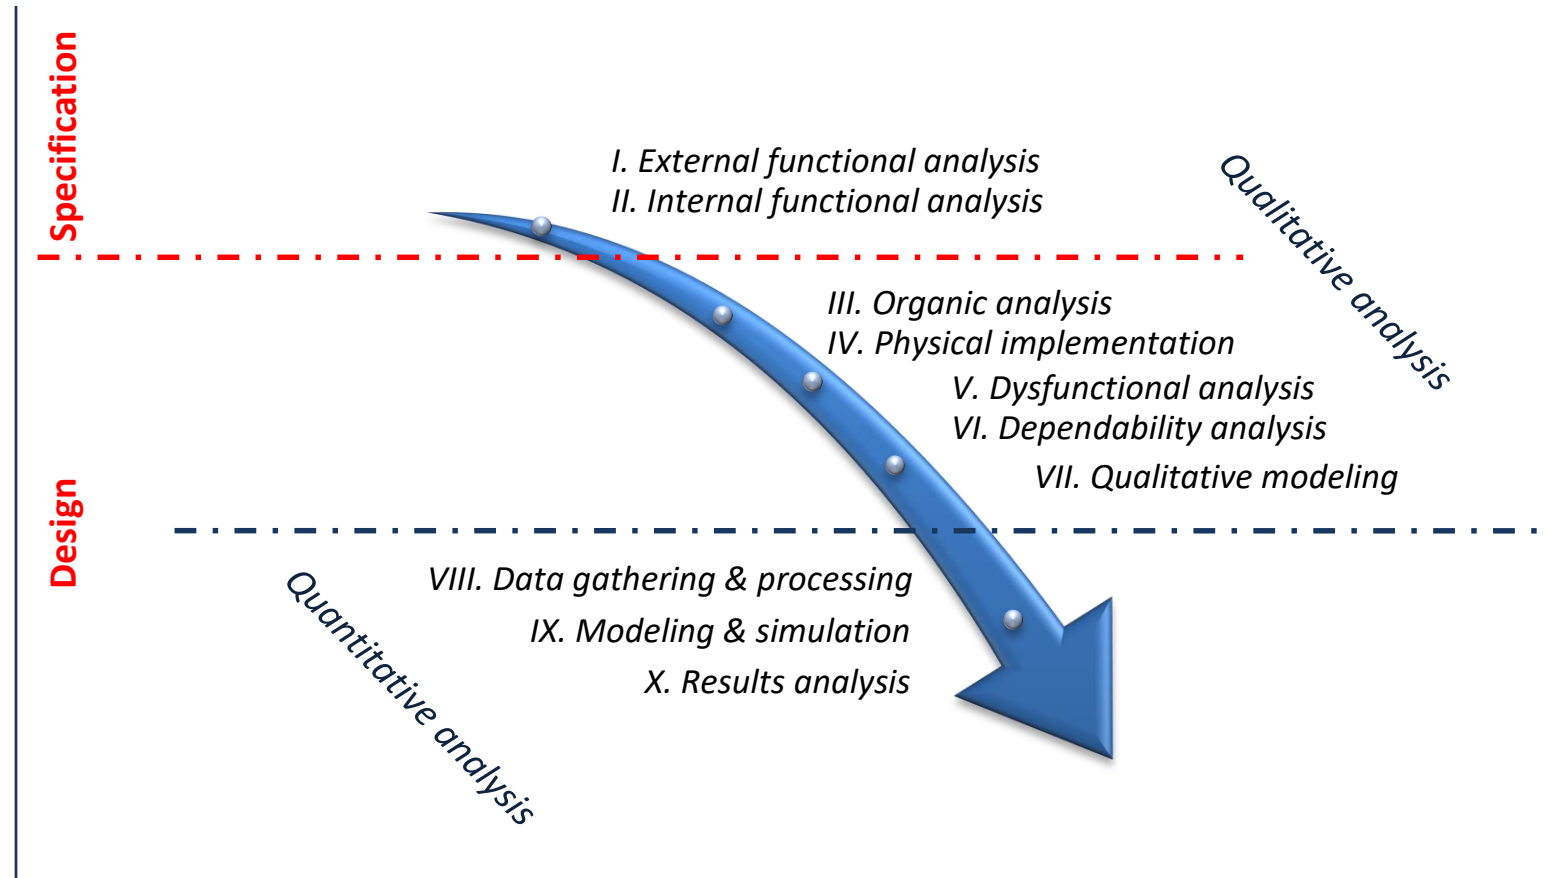 Specification
I. External functional analysis
II. Internal functional analysis
Qualitative analysis
III. Organic analysis
IV. Physical implementation
V. Dysfunctional analysis
VI. Dependability analysis
VII. Qualitative modeling
Design
Quantitative analysis
VIII. Data gathering & processing
IX. Modeling & simulation
X. Results analysis